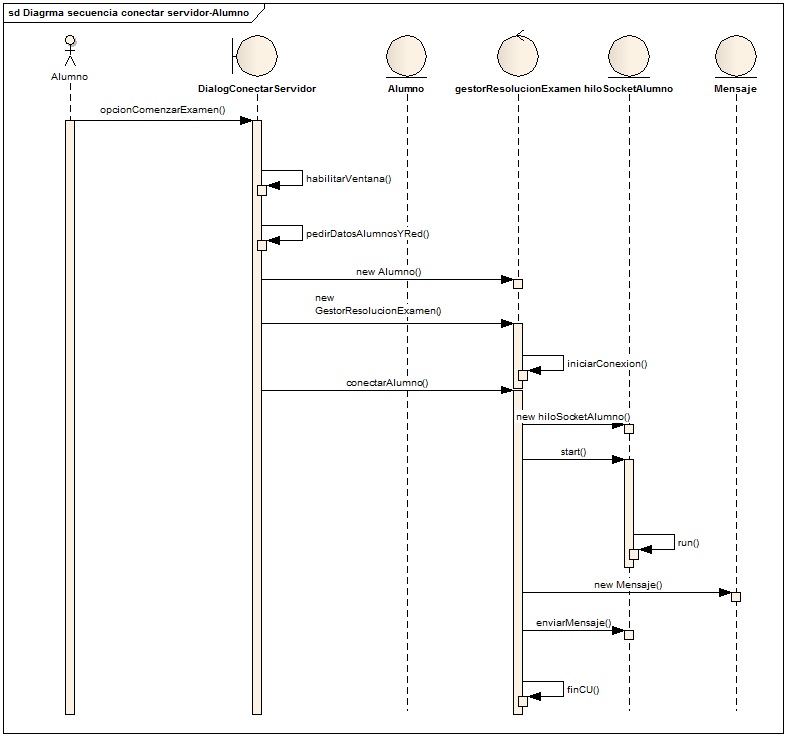 sd Diagrma secuencia conectar servidor-Alumno
Alumno
DialogConectarServidor
Alumno
gestorResolucionExamen
hiloSocketAlumno
Mensaje
opcionComenzarExamen()
habilitarVentana()
pedirDatosAlumnosYRed()
new Alumno()
new
GestorResolucionExamen()
iniciarConexion()
conectarAlumno()
new hiloSocketAlumno()
start()
run()
new Mensaje()
enviarMensaje()
finCU()